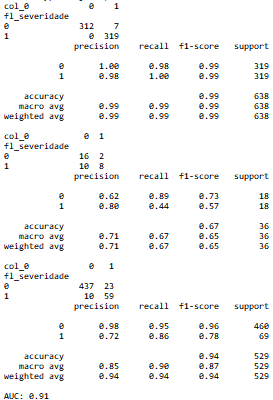 col_0 0 1
fl_severidade
0 312 7
1 0 319
precision recall f1-score support
0 1.00 0.98 0.99 319
1 0.98 1.00 0.99 319
accuracy 0.99 638
macro avg 0.99 0.99 0.99 638
weighted avg 0.99 0.99 0.99 638
col_0 0 1
fl_severidade
0 16 2
1 10 8
precision recall f1-score support
0 0.62 0.89 0.73 18
1 0.80 0.44 0.57 18
accuracy 0.67 36
macro avg 0.71 0.67 0.65 36
weighted avg 0.71 0.67 0.65 36
col_0 0 1
fl_severidade
0 437 23
1 10 59
precision recall f1-score support
0 0.98 0.95 0.96 460
1 0.72 0.86 0.78 69
accuracy 0.94 529
macro avg 0.85 0.90 0.87 529
weighted avg 0.94 0.94 0.94 529
AUC: 0.91